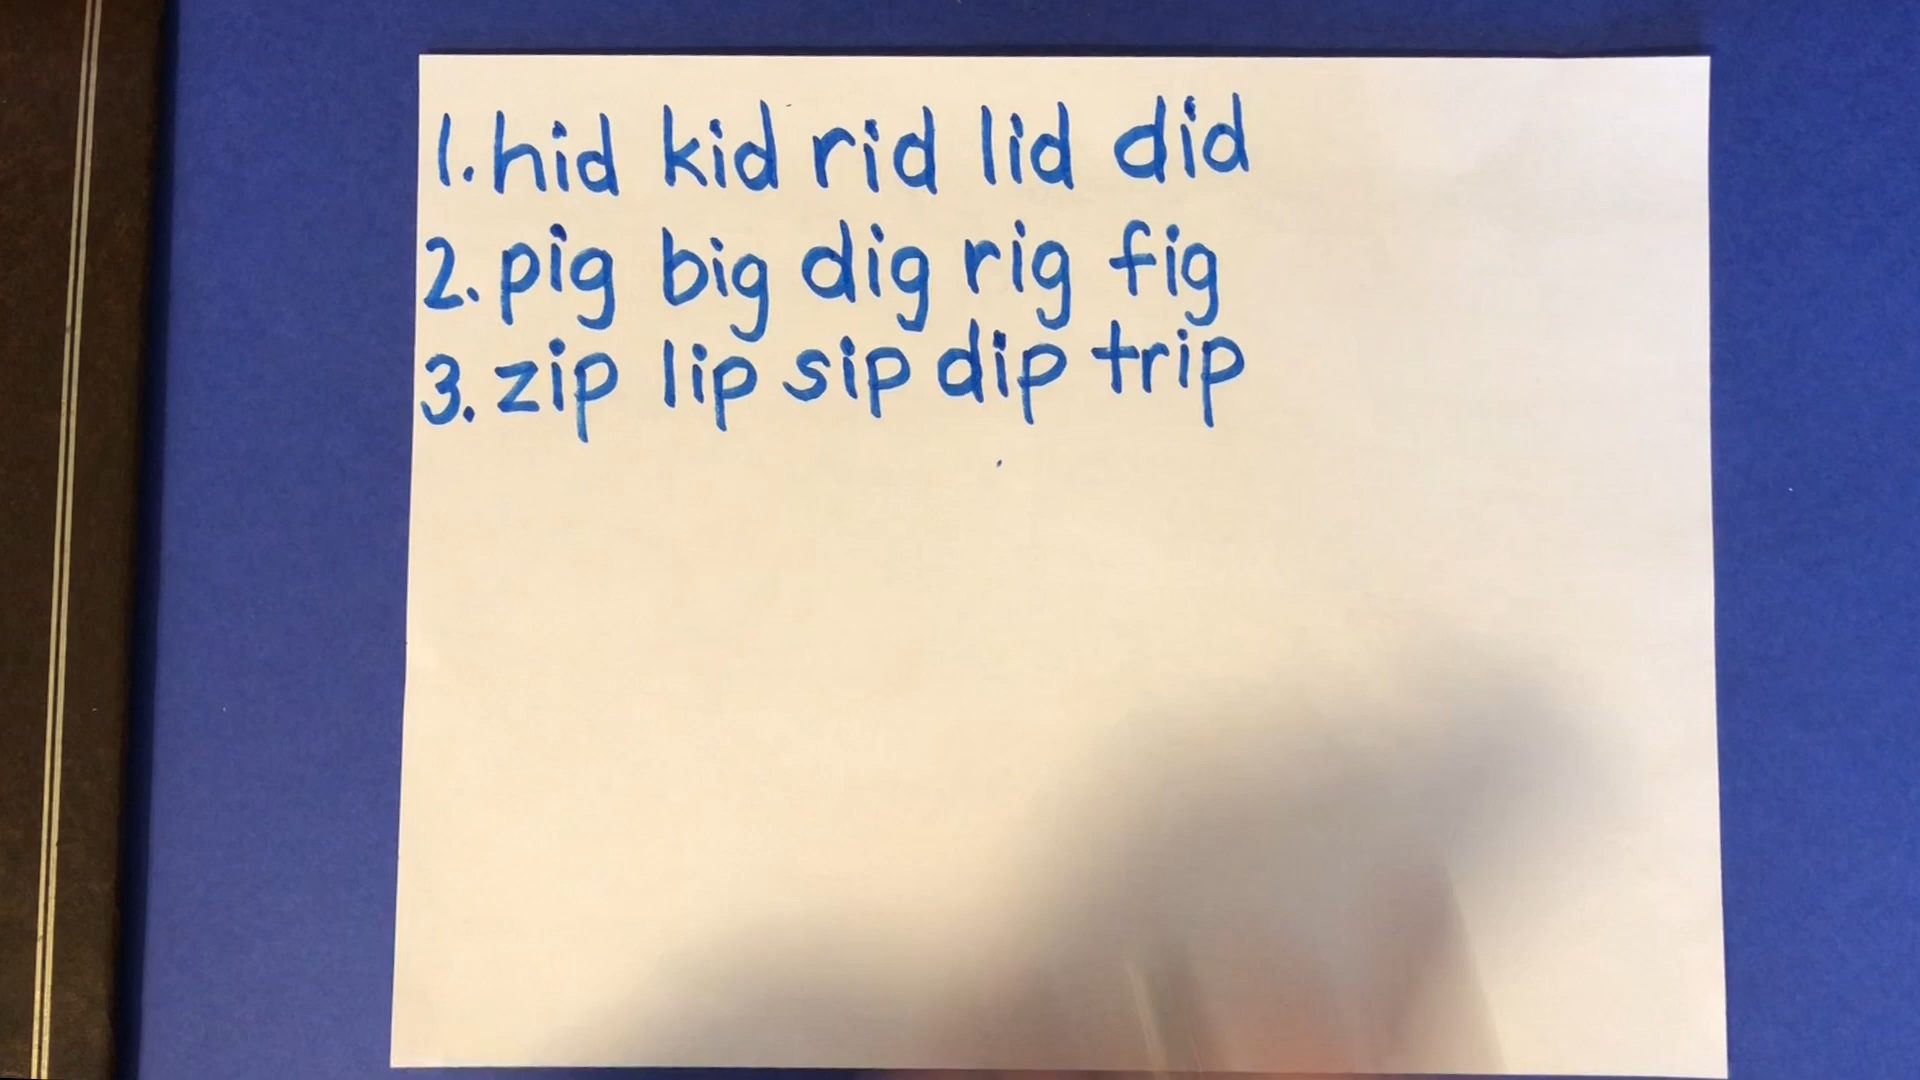 1. hid kid rid lid did
2. pig big dig rig fig
3. zip lip sip dip trip